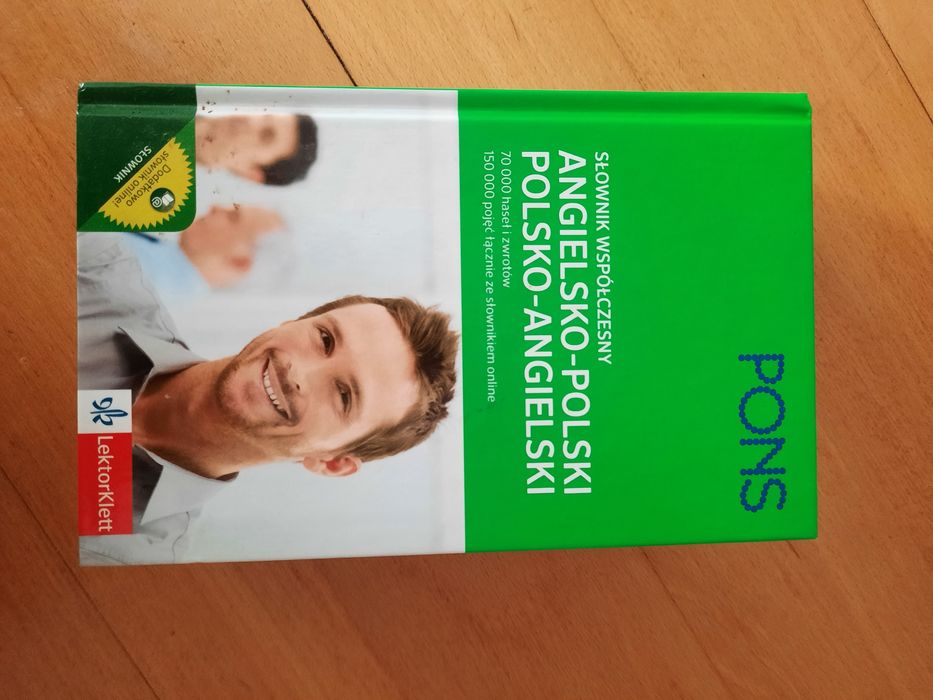 PONS
SŁOWNIK WSPÓŁCZESNY
ANGIELSKO-POLSKI
POLSKO-ANGIELSKI
70 000 haseł i zwrotów
150 000 pojęć łącznie ze słownikiem online
Dodatkowo
słownik online!
SŁOWNIK
LektorKlett